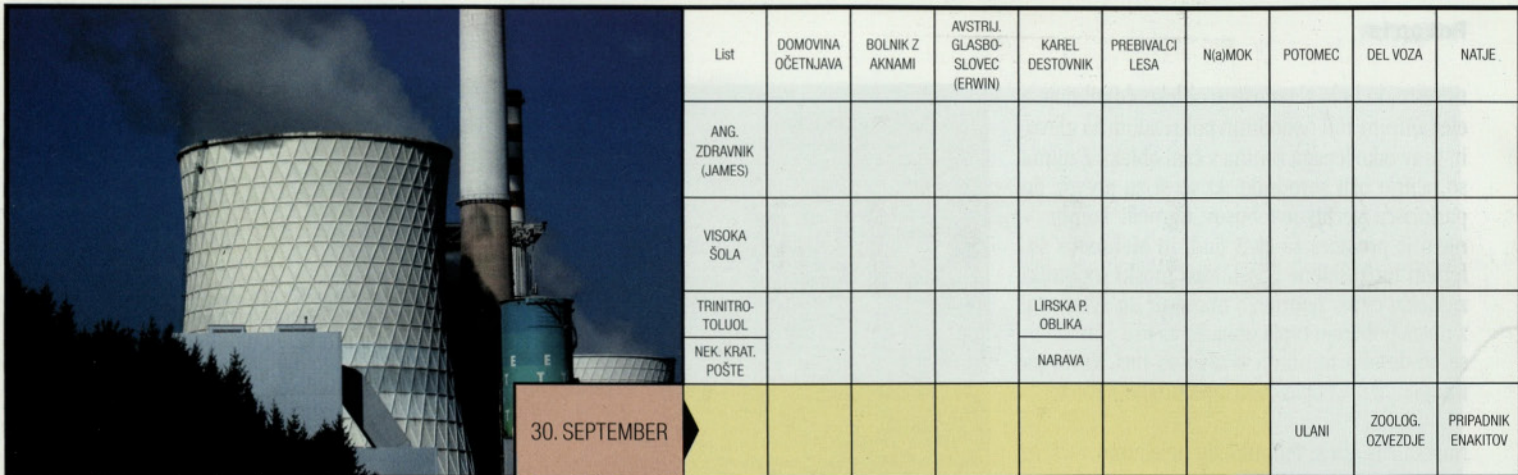 List
DOMOVINA
OČETNJAVA
BOLNIK Z
AKNAMI
AVSTRIJ.
GLASBO-
SLOVEC
(ERWIN)
KAREL
DESTOVNIK
PREBIVALCI
LESA
N(a)MOK
POTOMEC
DEL VOZA
NATJE
ANG.
ZDRAVNIK
(JAMES)
VISOKA
ŠOLA
TRINITRO-
TOLUOL
LIRSKA P.
OBLIKA
NEK. KRAT.
POŠTE
NARAVA
30. SEPTEMBER
ULANI
ZOOLOG.
OZVEZDJE
PRIPADNIK
ENAKITOV